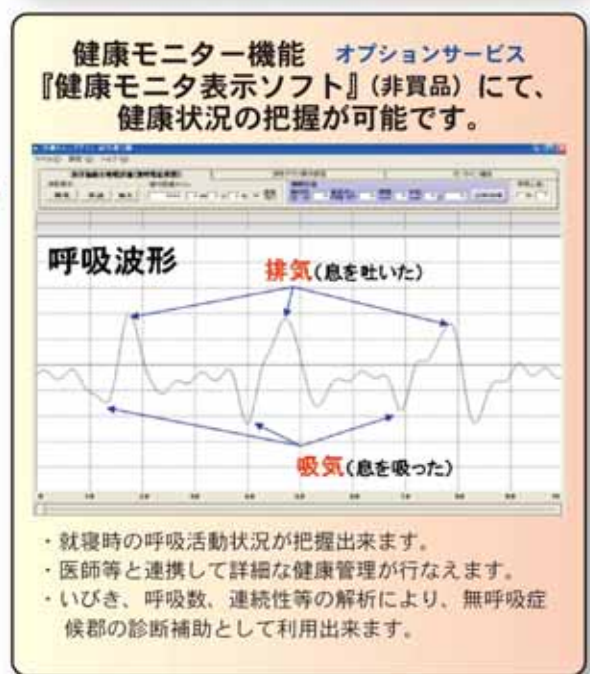 健康モニター機能 オプションサービス
『健康モニタ表示ソフト』(非買品)にて、
健康状況の把握が可能です。
呼吸波形
排気(息を吐いた)
吸気(息を吸った)
・就寝時の呼吸活動状況が把握出来ます。
・医師等と連携して詳細な健康管理が行なえます。
・いびき、呼吸数、連続性等の解析により、無呼吸症
候郡の診断補助として利用出来ます。